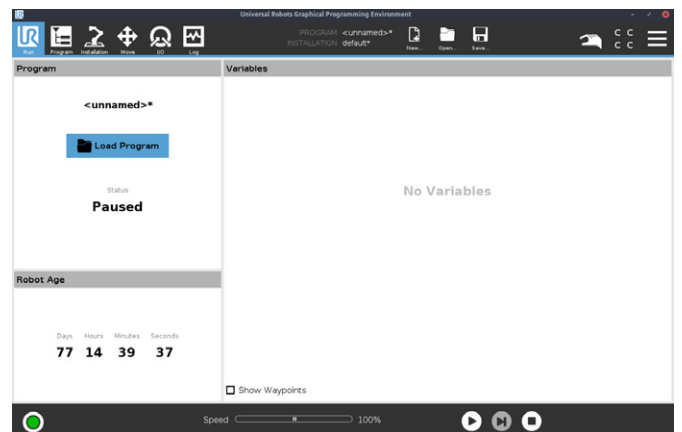 Universal Robots Graphical Programming Environment
UR
Run
Program
Installation
Move
I/O
Log
PROGRAM <unnamed>*
INSTALLATION default*
New...
Open...
Save...
C C
C C
Program
<unnamed>*
Load Program
Status
Paused
Robot Age
Days Hours Minutes Seconds
77 14 39 37
Variables
No Variables
Show Waypoints
Speed 100%